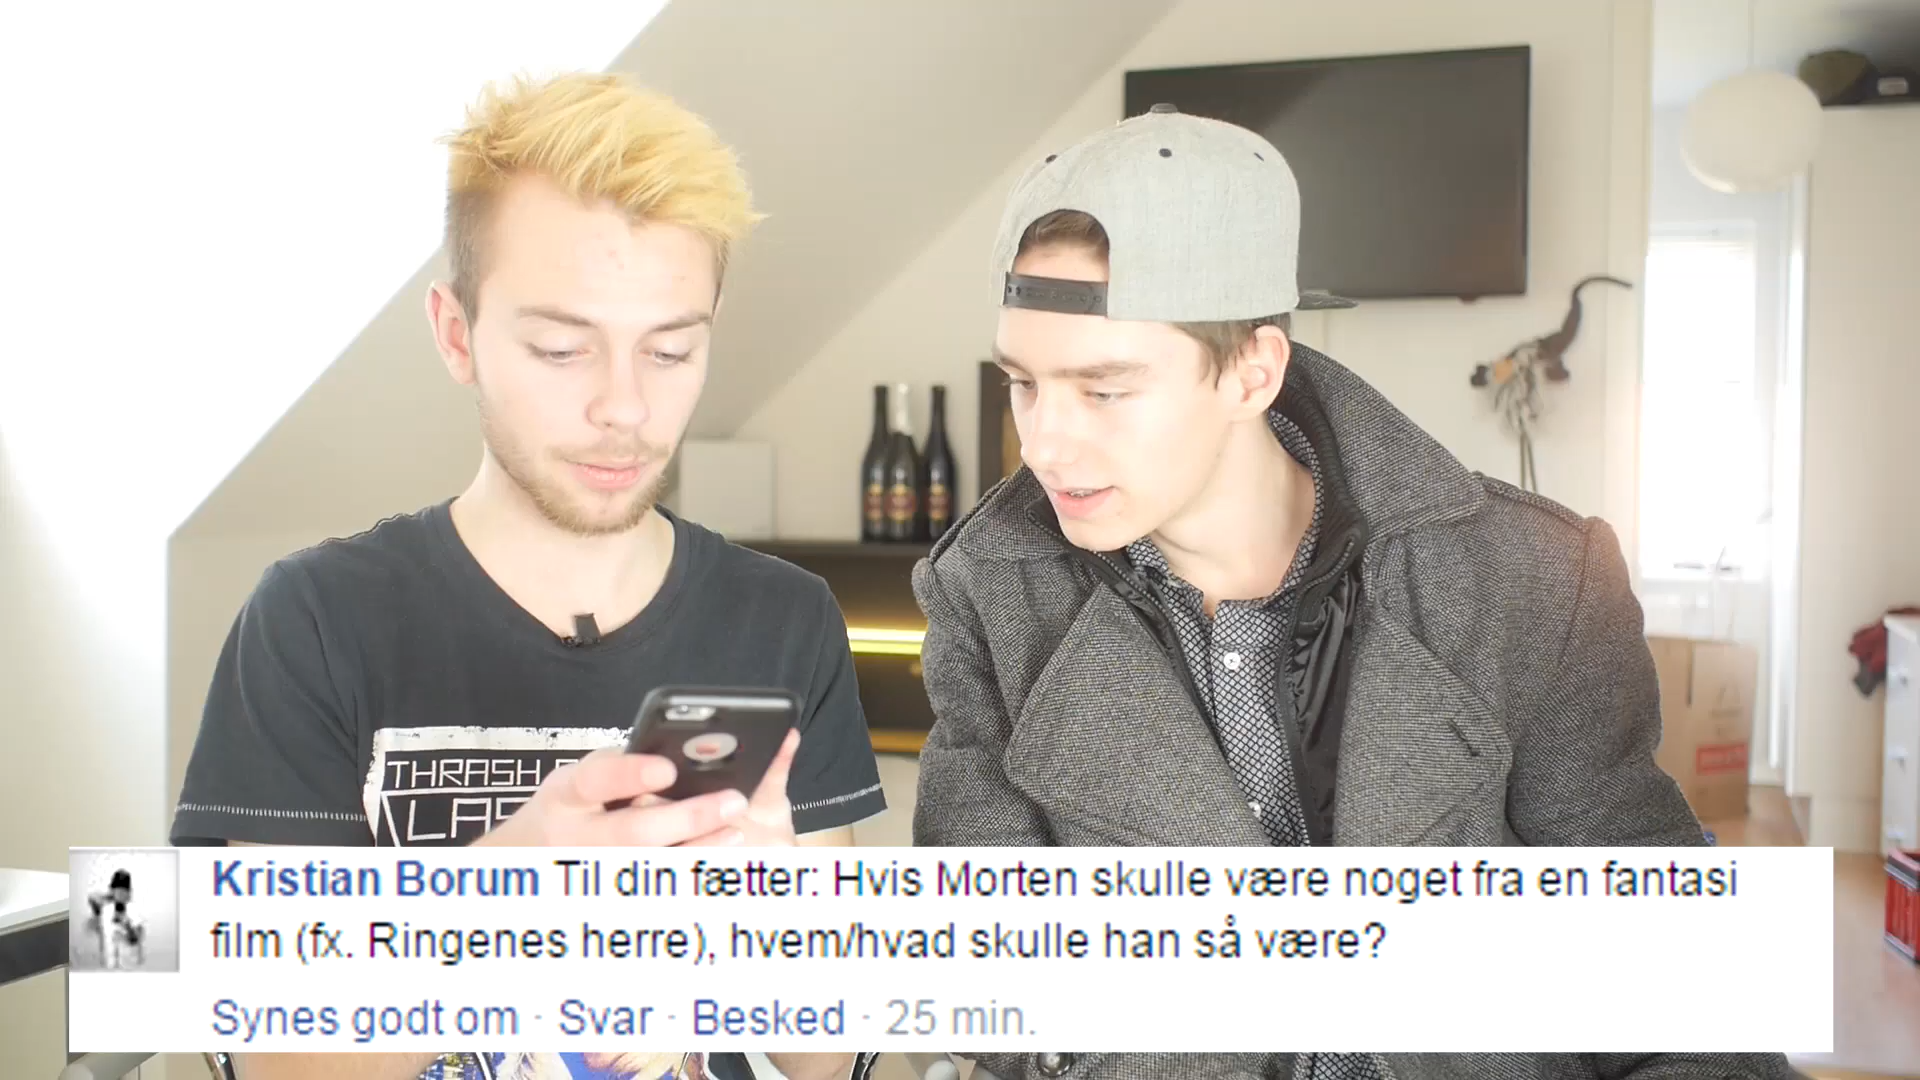 THRASH
LAS
Kristian Borum Til din fætter: Hvis Morten skulle være noget fra en fantasi
film (fx. Ringenes herre), hvem/hvad skulle han så være?
Synes godt om · Svar · Besked · 25 min.